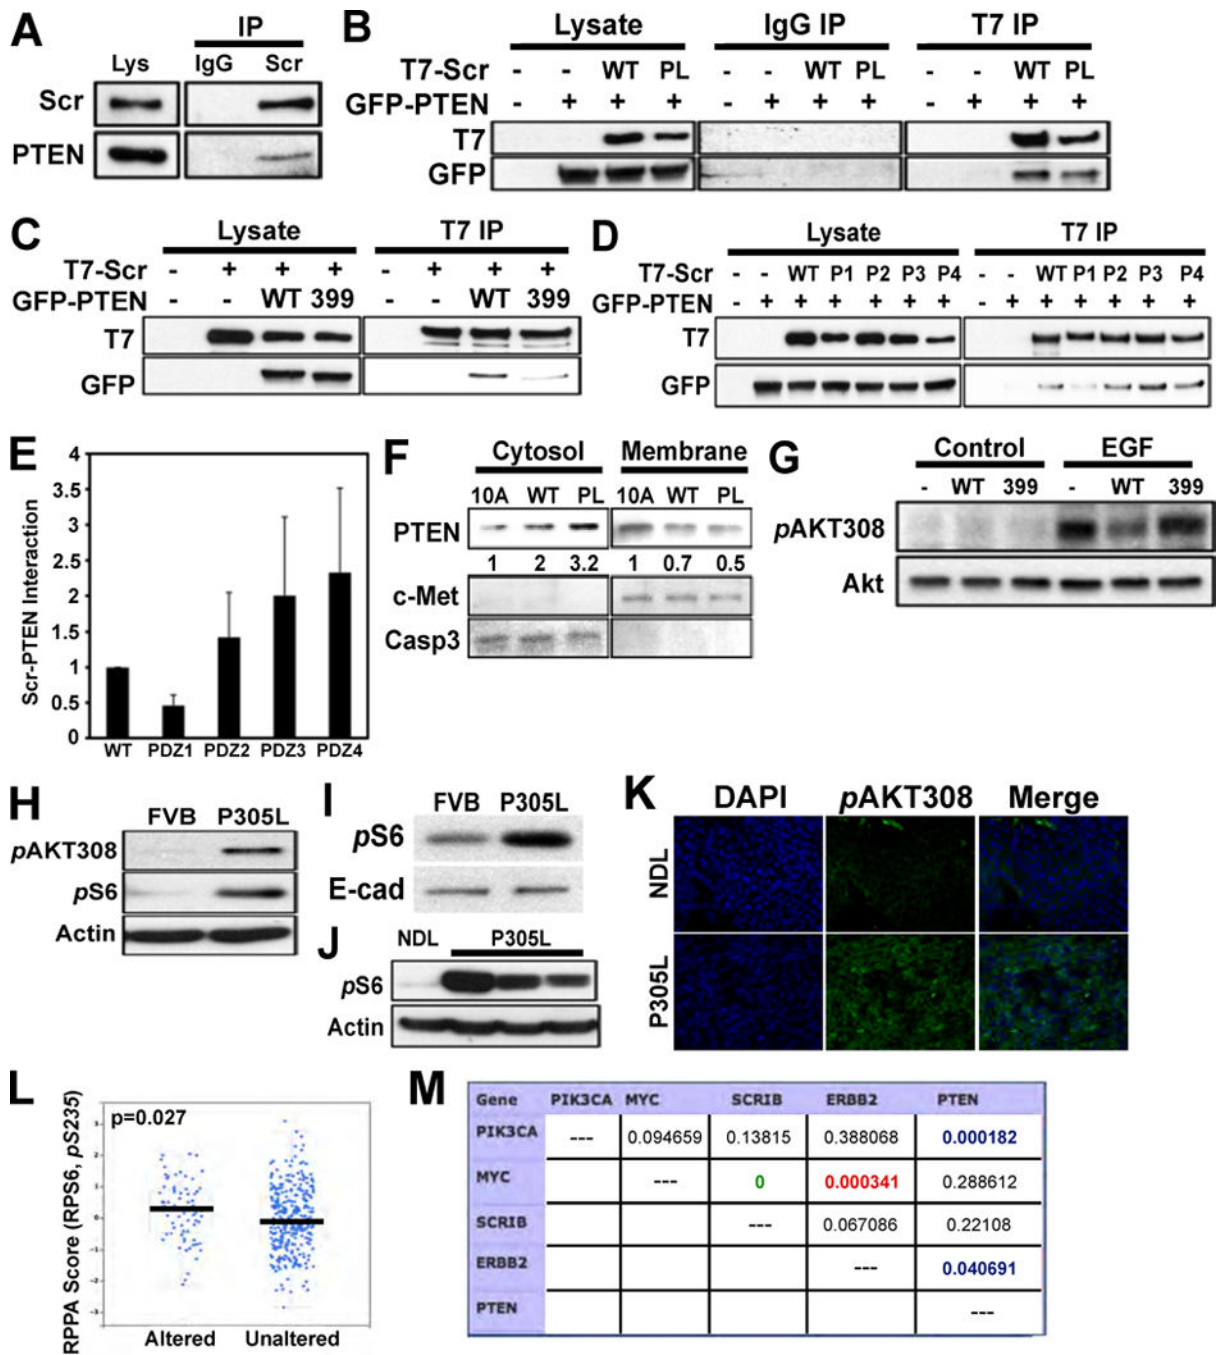 A
IP
Lys IgG Scr
Scr
PTEN
B
Lysate IgG IP T7 IP
T7-Scr - - WT PL - - WT PL - - WT PL
GFP-PTEN - + + + - + + + - + + +
T7
GFP
C
Lysate T7 IP
T7-Scr - + + + - + + +
GFP-PTEN - - WT 399 - - WT 399
T7
GFP
D
Lysate T7 IP
T7-Scr - - WT P1 P2 P3 P4 - - WT P1 P2 P3 P4
GFP-PTEN - + + + + + + - + + + + + +
T7
GFP
E
Scr-PTEN Interaction
4
3.5
3
2.5
2
1.5
1
0.5
0
WT PDZ1 PDZ2 PDZ3 PDZ4
F
Cytosol Membrane
10A WT PL 10A WT PL
PTEN
1 2 3.2 1 0.7 0.5
c-Met
Casp3
G
Control EGF
- WT 399 - WT 399
pAKT308
Akt
H
FVB P305L
pAKT308
pS6
Actin
I
FVB P305L
pS6
E-cad
J
NDL P305L
pS6
Actin
K
DAPI pAKT308 Merge
NDL
P305L
L
p=0.027
RPPA Score (RPS6, pS235)
3
2
1
0
-1
-2
-3
Altered Unaltered
M
Gene PIK3CA MYC SCRIB ERBB2 PTEN
PIK3CA --- 0.094659 0.13815 0.388068 0.000182
MYC --- 0 0.000341 0.288612
SCRIB --- 0.067086 0.22108
ERBB2 --- 0.040691
PTEN ---